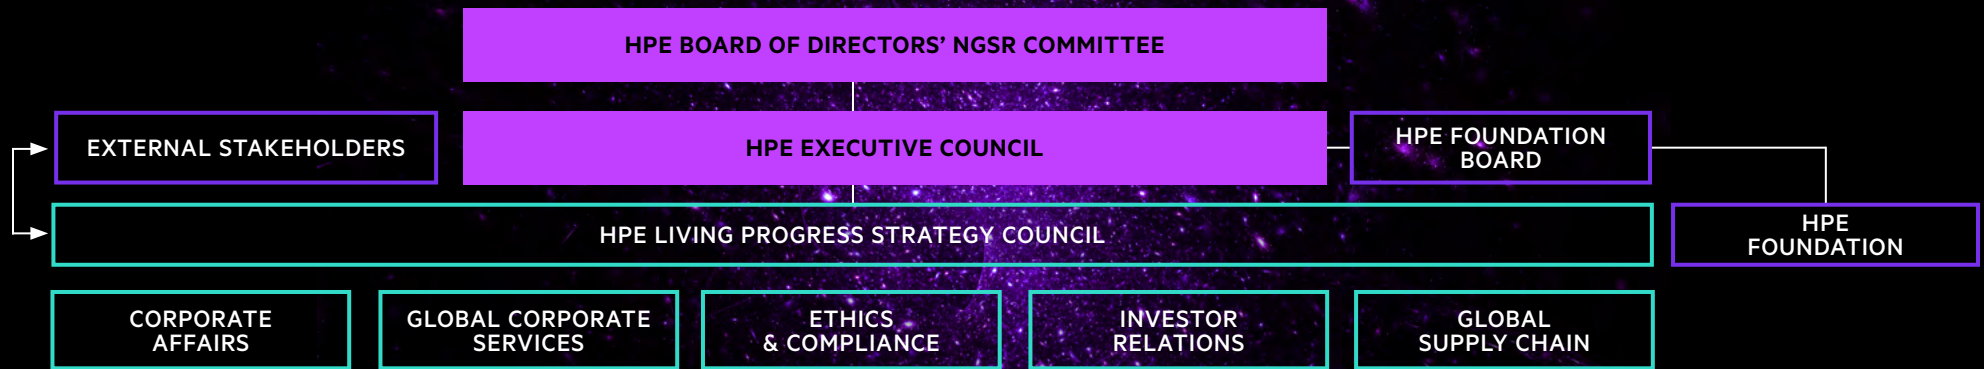 HPE BOARD OF DIRECTORS’ NGSR COMMITTEE
EXTERNAL STAKEHOLDERS
HPE EXECUTIVE COUNCIL
HPE FOUNDATION
BOARD
HPE LIVING PROGRESS STRATEGY COUNCIL
HPE
FOUNDATION
CORPORATE
AFFAIRS
GLOBAL CORPORATE
SERVICES
ETHICS
& COMPLIANCE
INVESTOR
RELATIONS
GLOBAL
SUPPLY CHAIN